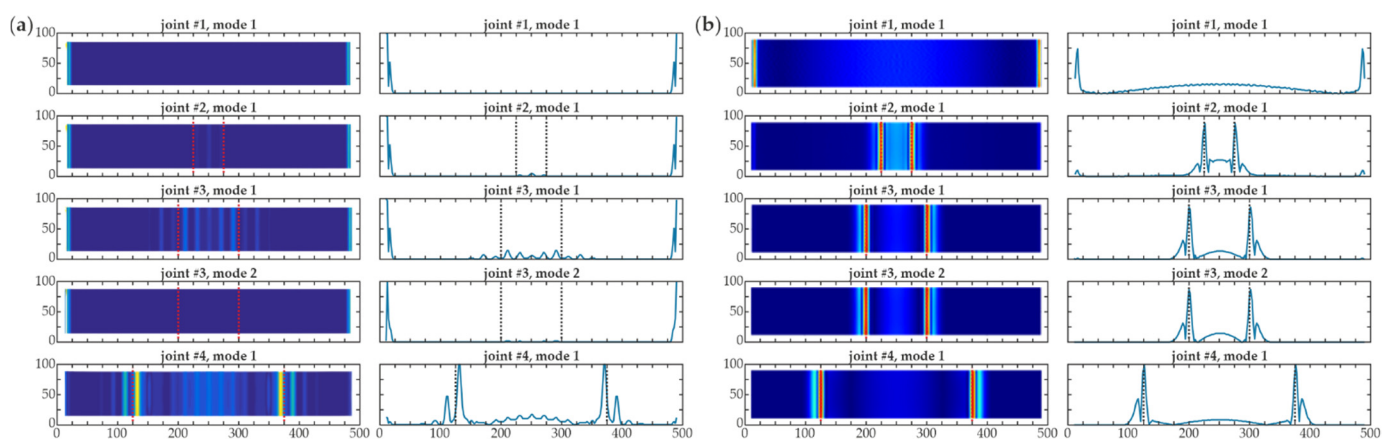 (a) joint #1, mode 1 joint #1, mode 1 (b) joint #1, mode 1 joint #1, mode 1
100 100
50 50
0 0
joint #2, mode 1 joint #2, mode 1 joint #2, mode 1 joint #2, mode 1
100 100
50 50
0 0
joint #3, mode 1 joint #3, mode 1 joint #3, mode 1 joint #3, mode 1
100 100
50 50
0 0
joint #3, mode 2 joint #3, mode 2 joint #3, mode 2 joint #3, mode 2
100 100
50 50
0 0
joint #4, mode 1 joint #4, mode 1 joint #4, mode 1 joint #4, mode 1
100 100
50 50
0 0
0 100 200 300 400 500 0 100 200 300 400 500 0 100 200 300 400 500 0 100 200 300 400 500